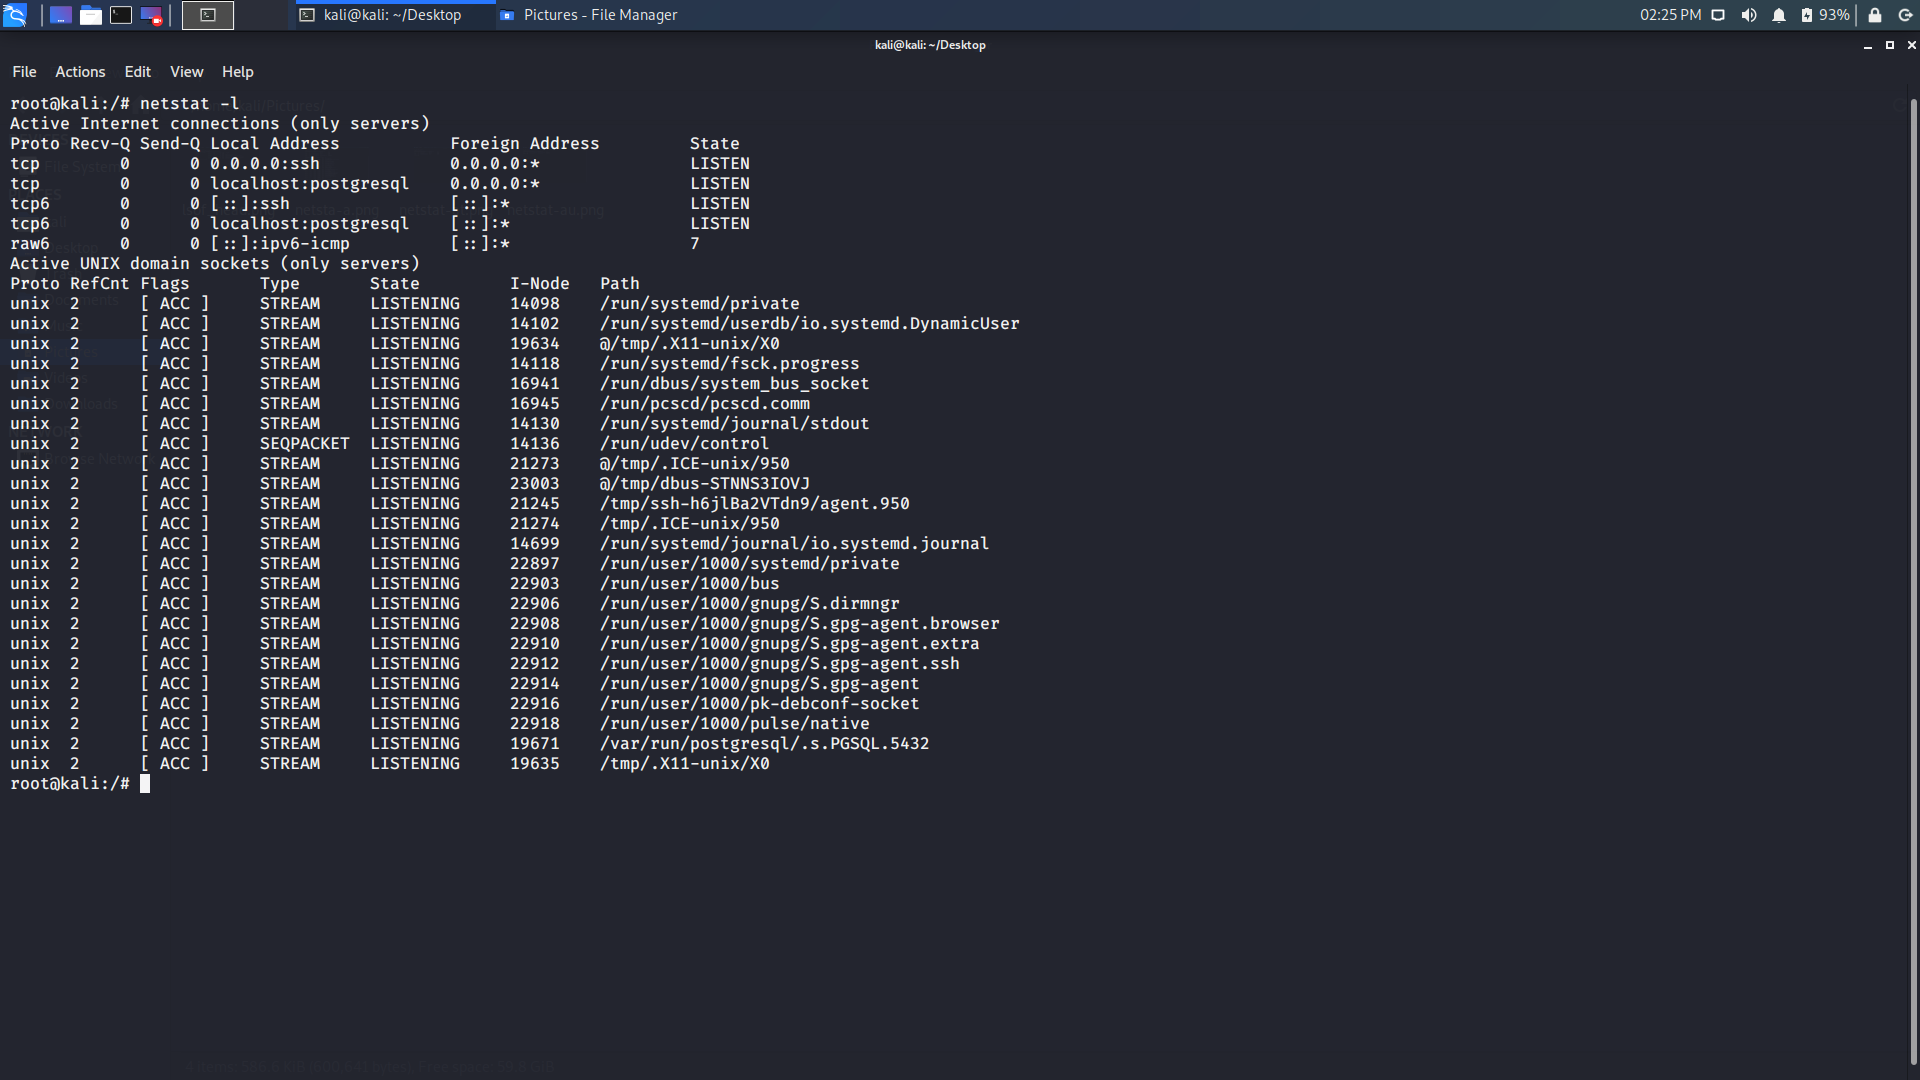 kali@kali: ~/Desktop
Pictures - File Manager
02:25 PM
93%
kali@kali: ~/Desktop
File Actions Edit View Help
root@kali:/# netstat -l
Active Internet connections (only servers)
Proto Recv-Q Send-Q Local Address           Foreign Address         State
tcp        0      0 0.0.0.0:ssh             0.0.0.0:*               LISTEN
tcp        0      0 localhost:postgresql    0.0.0.0:*               LISTEN
tcp6       0      0 [::]:ssh                [::]:*                  LISTEN
tcp6       0      0 localhost:postgresql    [::]:*                  LISTEN
raw6       0      0 [::]:ipv6-icmp          [::]:*                  7
Active UNIX domain sockets (only servers)
Proto RefCnt Flags       Type       State         I-Node   Path
unix  2      [ ACC ]     STREAM     LISTENING     14098    /run/systemd/private
unix  2      [ ACC ]     STREAM     LISTENING     14102    /run/systemd/userdb/io.systemd.DynamicUser
unix  2      [ ACC ]     STREAM     LISTENING     19634    @/tmp/.X11-unix/X0
unix  2      [ ACC ]     STREAM     LISTENING     14118    /run/systemd/fsck.progress
unix  2      [ ACC ]     STREAM     LISTENING     16941    /run/dbus/system_bus_socket
unix  2      [ ACC ]     STREAM     LISTENING     16945    /run/pcscd/pcscd.comm
unix  2      [ ACC ]     STREAM     LISTENING     14130    /run/systemd/journal/stdout
unix  2      [ ACC ]     SEQPACKET  LISTENING     14136    /run/udev/control
unix  2      [ ACC ]     STREAM     LISTENING     21273    @/tmp/.ICE-unix/950
unix  2      [ ACC ]     STREAM     LISTENING     23003    @/tmp/dbus-STNNS3IOVJ
unix  2      [ ACC ]     STREAM     LISTENING     21245    /tmp/ssh-h6jlBa2VTdn9/agent.950
unix  2      [ ACC ]     STREAM     LISTENING     21274    /tmp/.ICE-unix/950
unix  2      [ ACC ]     STREAM     LISTENING     14699    /run/systemd/journal/io.systemd.journal
unix  2      [ ACC ]     STREAM     LISTENING     22897    /run/user/1000/systemd/private
unix  2      [ ACC ]     STREAM     LISTENING     22903    /run/user/1000/bus
unix  2      [ ACC ]     STREAM     LISTENING     22906    /run/user/1000/gnupg/S.dirmngr
unix  2      [ ACC ]     STREAM     LISTENING     22908    /run/user/1000/gnupg/S.gpg-agent.browser
unix  2      [ ACC ]     STREAM     LISTENING     22910    /run/user/1000/gnupg/S.gpg-agent.extra
unix  2      [ ACC ]     STREAM     LISTENING     22912    /run/user/1000/gnupg/S.gpg-agent.ssh
unix  2      [ ACC ]     STREAM     LISTENING     22914    /run/user/1000/gnupg/S.gpg-agent
unix  2      [ ACC ]     STREAM     LISTENING     22916    /run/user/1000/pk-debconf-socket
unix  2      [ ACC ]     STREAM     LISTENING     22918    /run/user/1000/pulse/native
unix  2      [ ACC ]     STREAM     LISTENING     19671    /var/run/postgresql/.s.PGSQL.5432
unix  2      [ ACC ]     STREAM     LISTENING     19635    /tmp/.X11-unix/X0
root@kali:/#